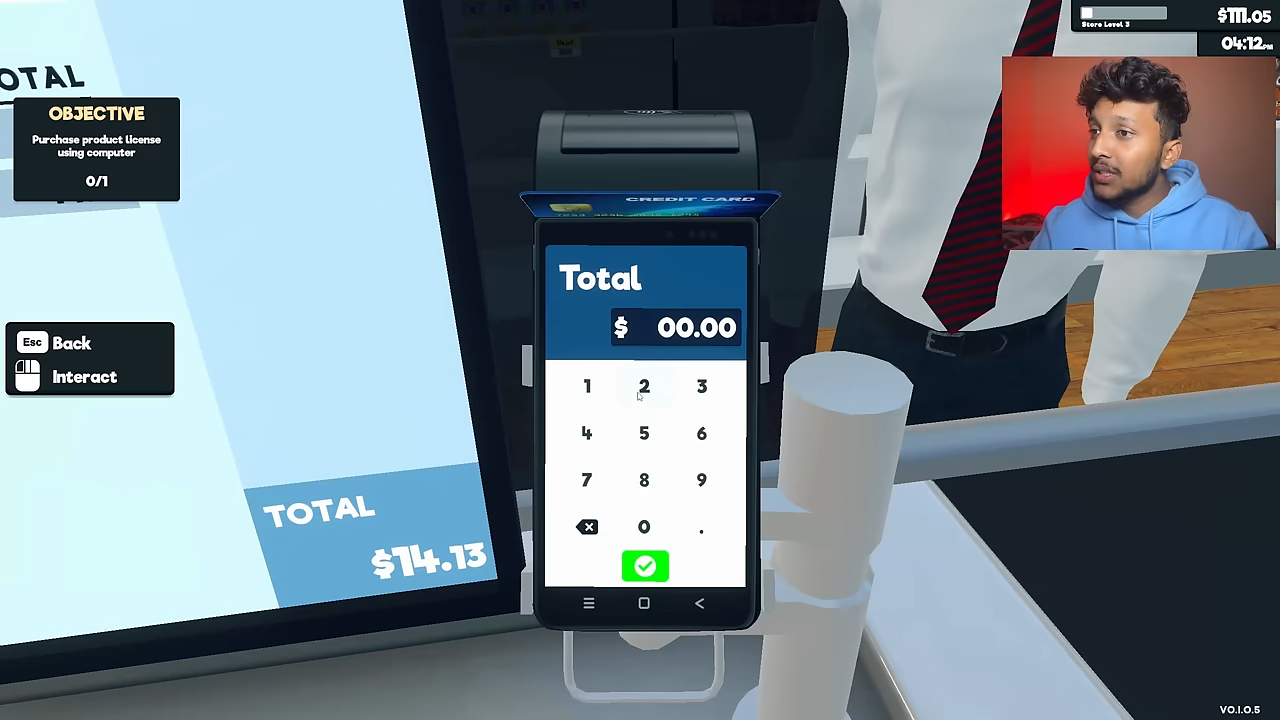 OTAL
OBJECTIVE
Purchase product license
using computer
0/1
Esc Back
Interact
TOTAL
$14.13
CREDIT CARD
Total
$ 00.00
1 2 3
4 5 6
7 8 9
0 .
Store Level 3
$111.05
04:12PM
V0.1.0.5